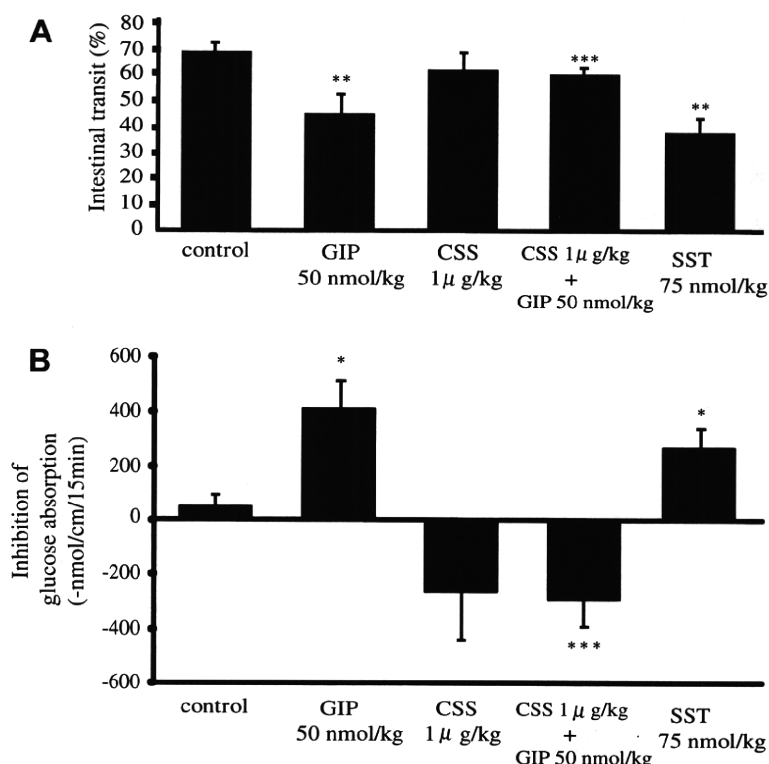 A
Intestinal transit (%)
80
70
60
50
40
30
20
10
0
**
***
**
control
GIP
50 nmol/kg
CSS
1μ g/kg
CSS 1μ g/kg
+
GIP 50 nmol/kg
SST
75 nmol/kg
B
Inhibition of
glucose absorption
(-nmol/cm/15min)
600
400
200
0
-200
-400
-600
*
*
***
control
GIP
50 nmol/kg
CSS
1μ g/kg
CSS 1μ g/kg
+
GIP 50 nmol/kg
SST
75 nmol/kg